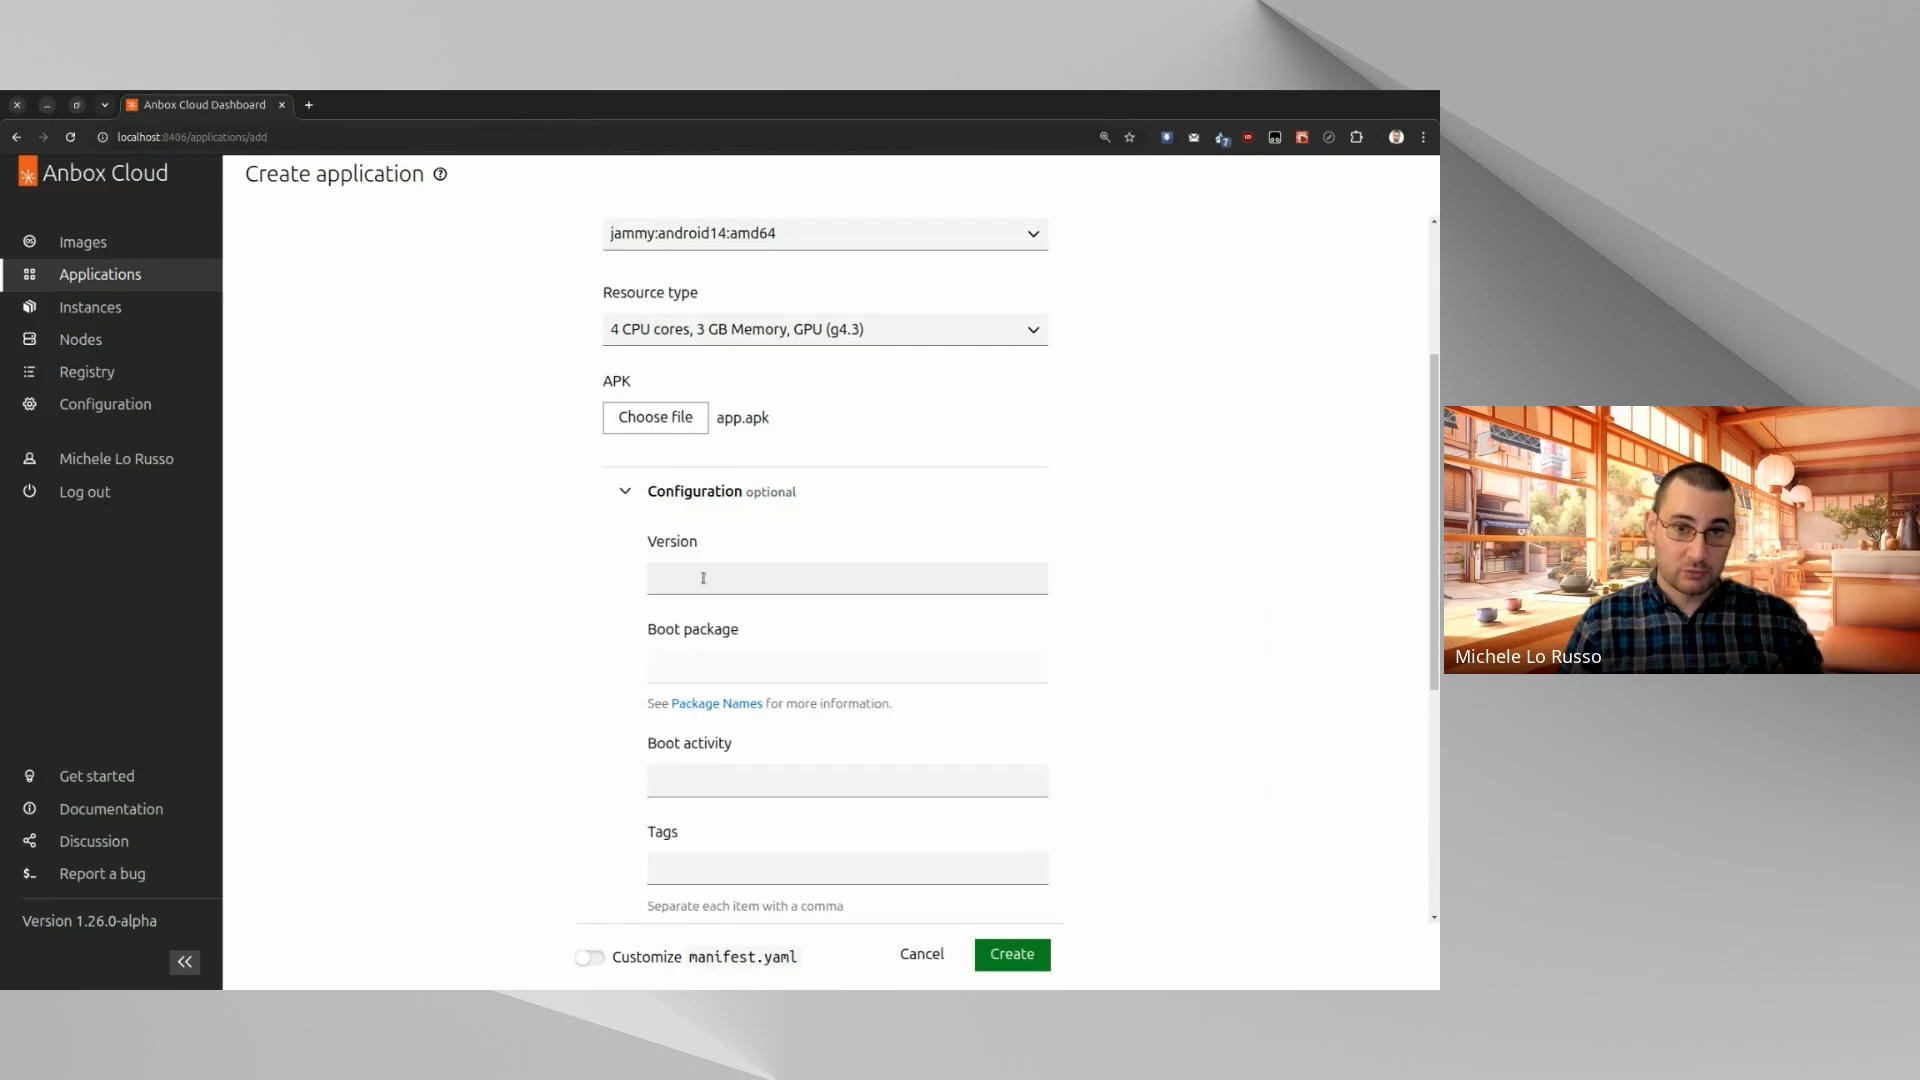 Anbox Cloud Dashboard
localhost:8406/applications/add
7
Anbox Cloud
Create application
Images
Applications
Instances
Nodes
Registry
Configuration
Michele Lo Russo
Log out
jammy:android14:amd64
Resource type
4 CPU cores, 3 GB Memory, GPU (g4.3)
APK
Choose file app.apk
Configuration optional
Version
Boot package
See Package Names for more information.
Boot activity
Tags
Separate each item with a comma
Get started
Documentation
Discussion
Report a bug
Version 1.26.0-alpha
Customize manifest.yaml
Cancel
Create
Michele Lo Russo